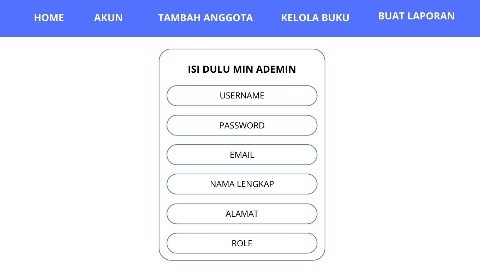 HOME AKUN TAMBAH ANGGOTA KELOLA BUKU BUAT LAPORAN
ISI DULU MIN ADEMIN
USERNAME
PASSWORD
EMAIL
NAMA LENGKAP
ALAMAT
ROLE